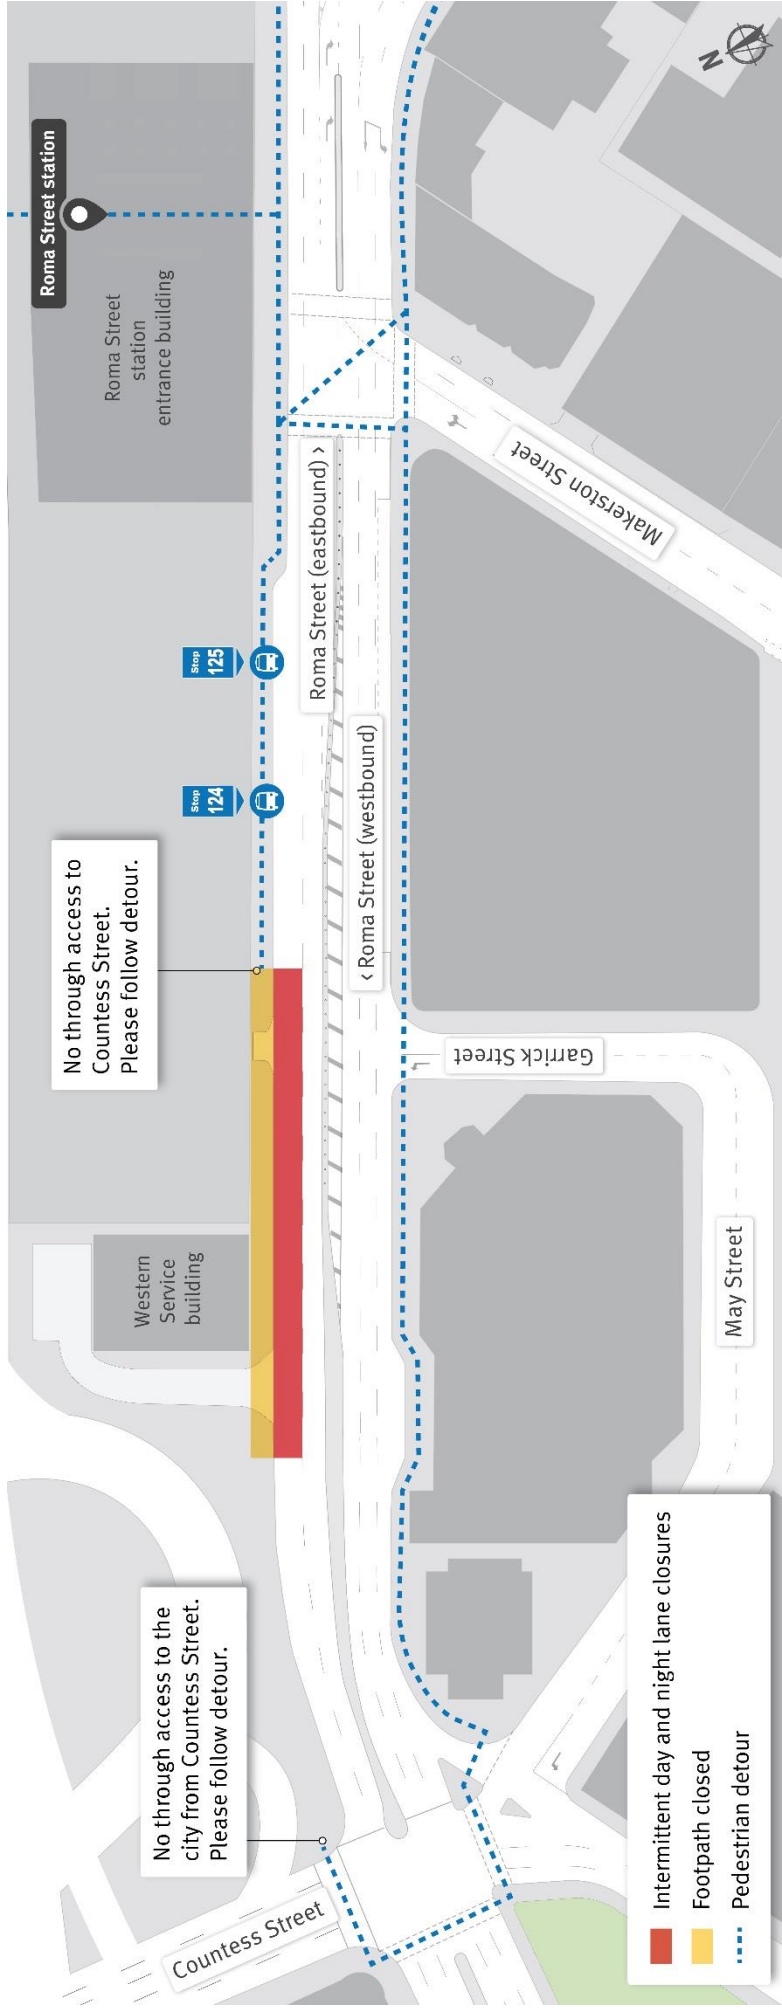 No through access to the
city from Countess Street.
Please follow detour.
No through access to
Countess Street.
Please follow detour.
Roma Street station
Roma Street
station
entrance building
Western
Service
building
Stop
124
Stop
125
N
Countess Street
Roma Street (eastbound) >
< Roma Street (westbound)
Garrick Street
Makerston Street
May Street
Intermittent day and night lane closures
Footpath closed
Pedestrian detour